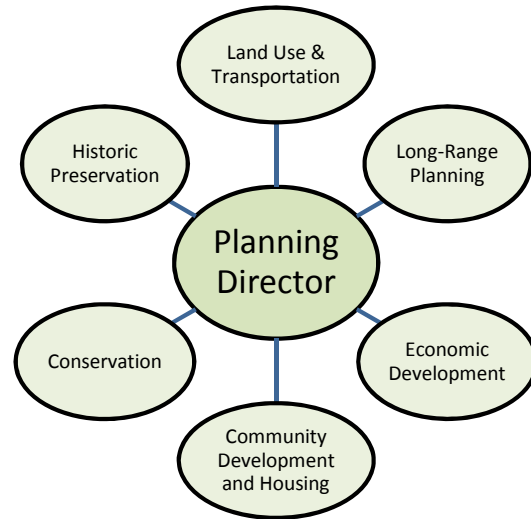 Land Use &
Transportation
Historic
Preservation
Long-Range
Planning
Planning
Director
Conservation
Economic
Development
Community
Development
and Housing